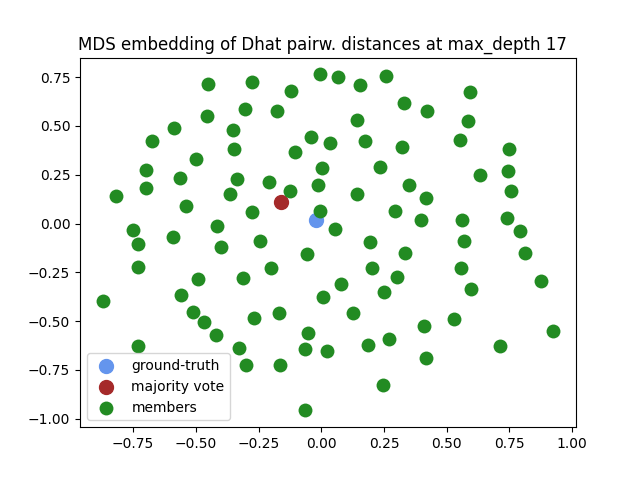 MDS embedding of Dhat pairw. distances at max_depth 17
0.75
0.50
0.25
0.00
−0.25
−0.50
−0.75
−1.00
ground-truth
majority vote
members
−0.75 −0.50 −0.25 0.00 0.25 0.50 0.75 1.00